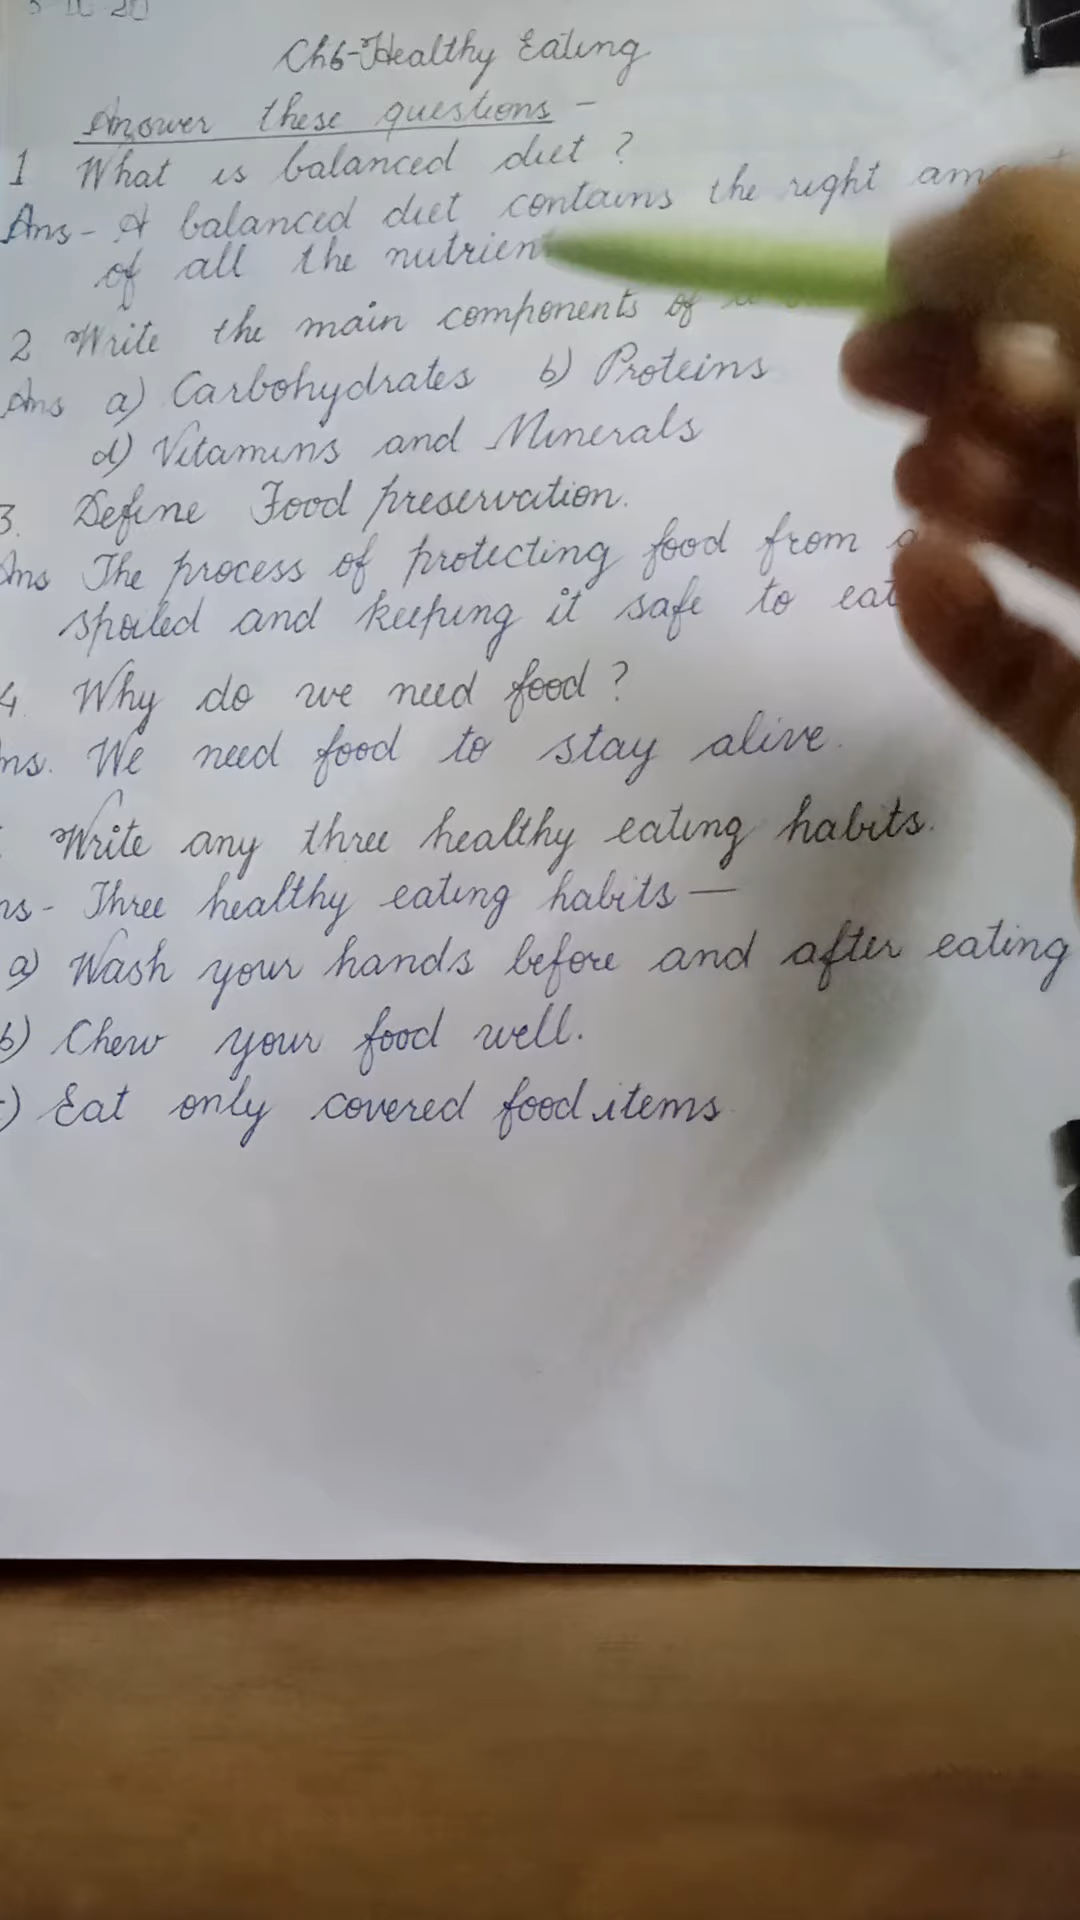 Ch6-Healthy Eating
Answer these questions -
1 What is balanced diet ?
Ans - A balanced diet contains the right
of all the
2 Write the main components of
Ans a) Carbohydrates b) Proteins
d) Vitamins and Minerals
3. Define Food preservation.
Ans The process of protecting food from
spoiled and keeping it safe to eat
4. Why do we need food ?
Ans. We need food to stay alive.
Write any three healthy eating habits.
ns - Three healthy eating habits —
a) Wash your hands before and after eating
b) Chew your food well.
) Eat only covered food items